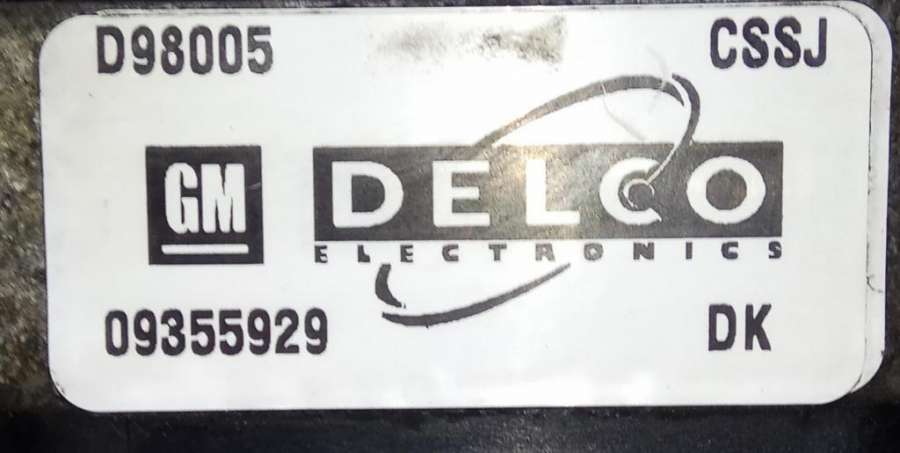 D98005 CSSJ
GM DELCO
ELECTRONICS
09355929 DK